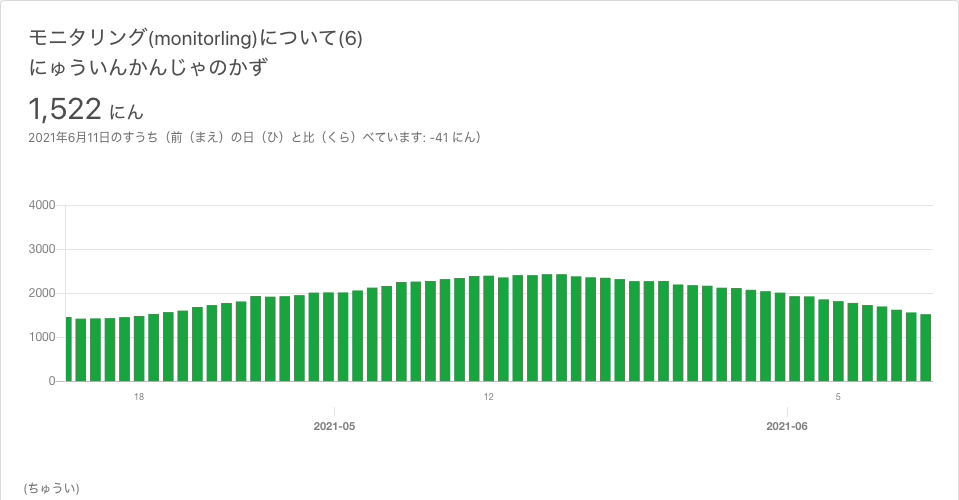 モニタリング(monitorling)について(6)
にゅういんかんじゃのかず
1,522 にん
2021年6月11日のすうち（前（まえ）の日（ひ）と比（くら）べています: -41 にん）
4000
3000
2000
1000
0
18 12 5
2021-05 2021-06
(ちゅうい)